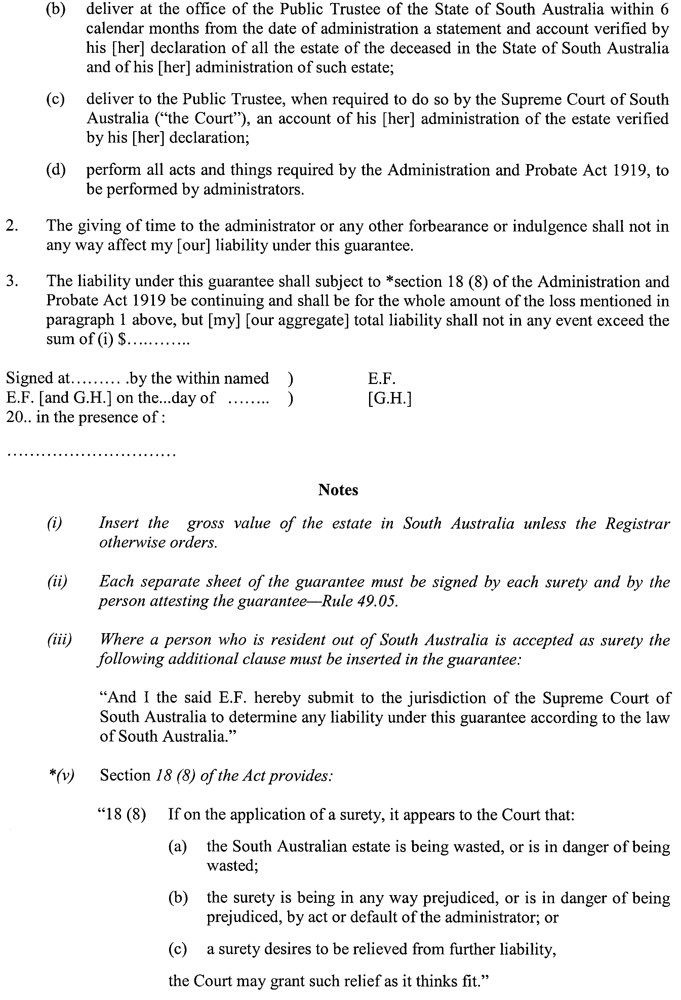 (b) deliver at the office of the Public Trustee of the State of South Australia within 6
calendar months from the date of administration a statement and account verified by
his [her] declaration of all the estate of the deceased in the State of South Australia
and of his [her] administration of such estate;
(c) deliver to the Public Trustee, when required to do so by the Supreme Court of South
Australia (“the Court”), an account of his [her] administration of the estate verified
by his [her] declaration;
(d) perform all acts and things required by the Administration and Probate Act 1919, to
be performed by administrators.
2. The giving of time to the administrator or any other forbearance or indulgence shall not in
any way affect my [our] liability under this guarantee.
3. The liability under this guarantee shall subject to *section 18 (8) of the Administration and
Probate Act 1919 be continuing and shall be for the whole amount of the loss mentioned in
paragraph 1 above, but [my] [our aggregate] total liability shall not in any event exceed the
sum of (i) $............
Signed at......... .by the within named ) E.F.
E.F. [and G.H.] on the...day of ........ ) [G.H.]
20.. in the presence of :
..............................
Notes
(i) Insert the gross value of the estate in South Australia unless the Registrar
otherwise orders.
(ii) Each separate sheet of the guarantee must be signed by each surety and by the
person attesting the guarantee—Rule 49.05.
(iii) Where a person who is resident out of South Australia is accepted as surety the
following additional clause must be inserted in the guarantee:
“And I the said E.F. hereby submit to the jurisdiction of the Supreme Court of
South Australia to determine any liability under this guarantee according to the law
of South Australia.”
*(v) Section 18 (8) of the Act provides:
“18 (8) If on the application of a surety, it appears to the Court that:
(a) the South Australian estate is being wasted, or is in danger of being
wasted;
(b) the surety is being in any way prejudiced, or is in danger of being
prejudiced, by act or default of the administrator; or
(c) a surety desires to be relieved from further liability,
the Court may grant such relief as it thinks fit.”